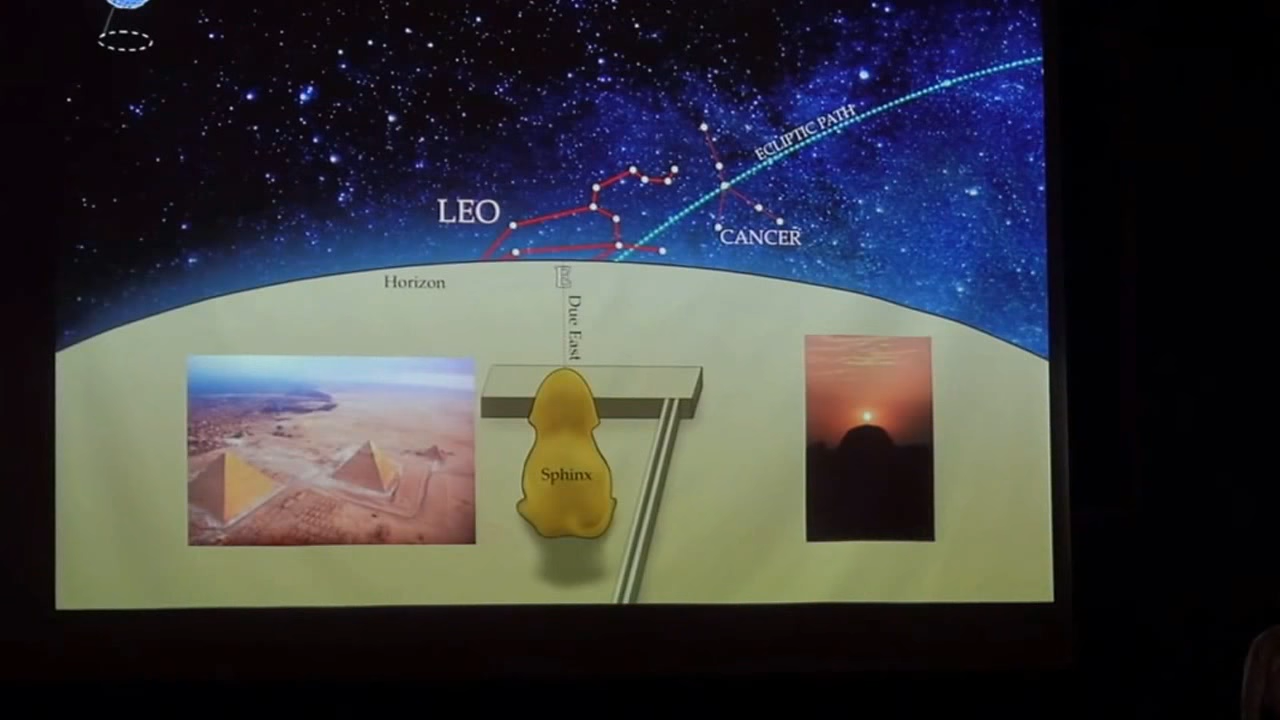 ECLIPTIC PATH
LEO
CANCER
Horizon
E
Due East
Sphinx